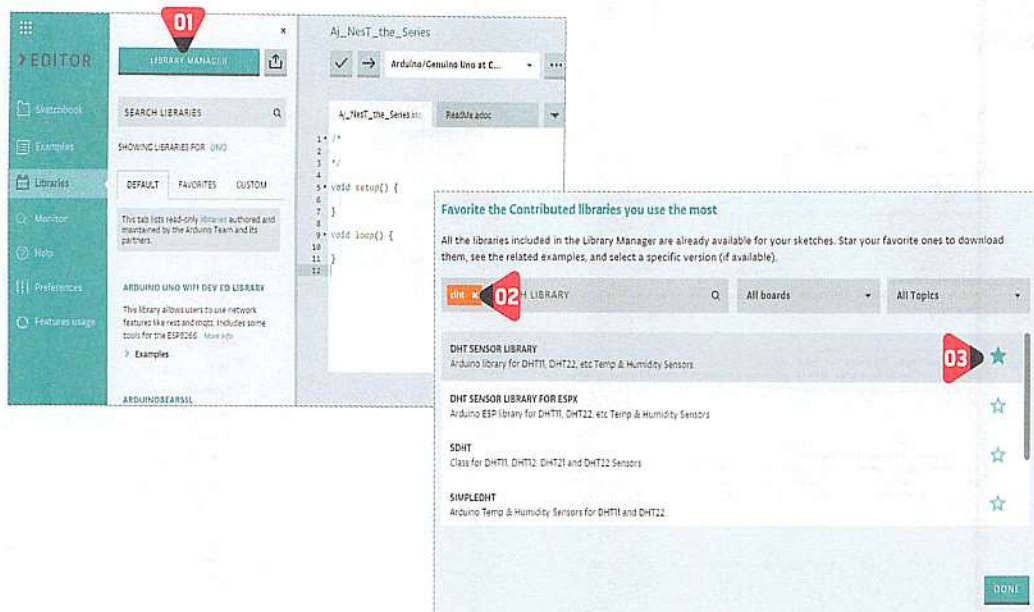 01
LIBRARY MANAGER
>EDITOR
Sketchbook
Examples
Libraries
Monitor
Help
Preferences
Features usage
SEARCH LIBRARIES
SHOWING LIBRARIES FOR UNO
DEFAULT FAVORITES CUSTOM
This tab lists read-only libraries authored and
maintained by the Arduino Team and its
partners.
ARDUINO UNO WIFI DEV ED LIBRARY
This library allows users to use network
features like rest and mqtt. Includes some
tools for the ESP8266. More info
> Examples
ARDUINOBEARSSL
Aj_NesT_the_Series
Arduino/Genuino Uno at C...
Aj_NesT_the_Series.ino ReadMe.adoc
1 /*
2
3 */
4
5 void setup() {
6
7 }
8
9 void loop() {
10
11 }
12
Favorite the Contributed libraries you use the most
All the libraries included in the Library Manager are already available for your sketches. Star your favorite ones to download
them, see the related examples, and select a specific version (if available).
dht x 02 H LIBRARY All boards All Topics
DHT SENSOR LIBRARY
Arduino library for DHT11, DHT22, etc Temp & Humidity Sensors
03
DHT SENSOR LIBRARY FOR ESPX
Arduino ESP library for DHT11, DHT22, etc Temp & Humidity Sensors
SDHT
Class for DHT11, DHT12, DHT21 and DHT22 Sensors
SIMPLEDHT
Arduino Temp & Humidity Sensors for DHT11 and DHT22.
DONE